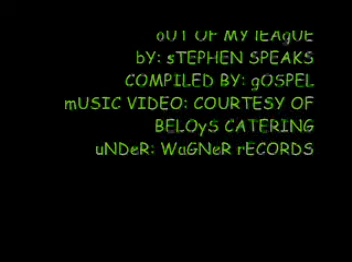 oUT OF MY lEAgUE
bY: sTEPHEN SPEAKS
COMPILED BY: gOSPEL
mUSIC VIDEO: COURTESY OF
BELOyS CATERING
uNDeR: WaGNeR rECORDS